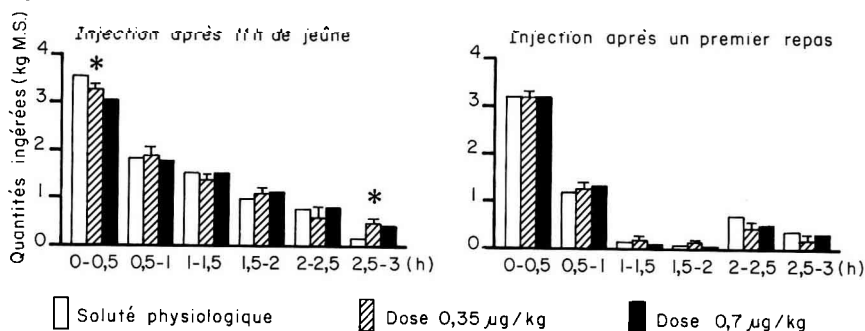 Injection après 11h de jeûne
Injection après un premier repas
Quantités ingérées (kg M.S.)
*
*
3
2
1
0
3
2
1
0
0-0,5 0,5-1 1-1,5 1,5-2 2-2,5 2,5-3 (h)
0-0,5 0,5-1 1-1,5 1,5-2 2-2,5 2,5-3 (h)
Soluté physiologique
Dose 0,35 µg/kg
Dose 0,7 µg/kg